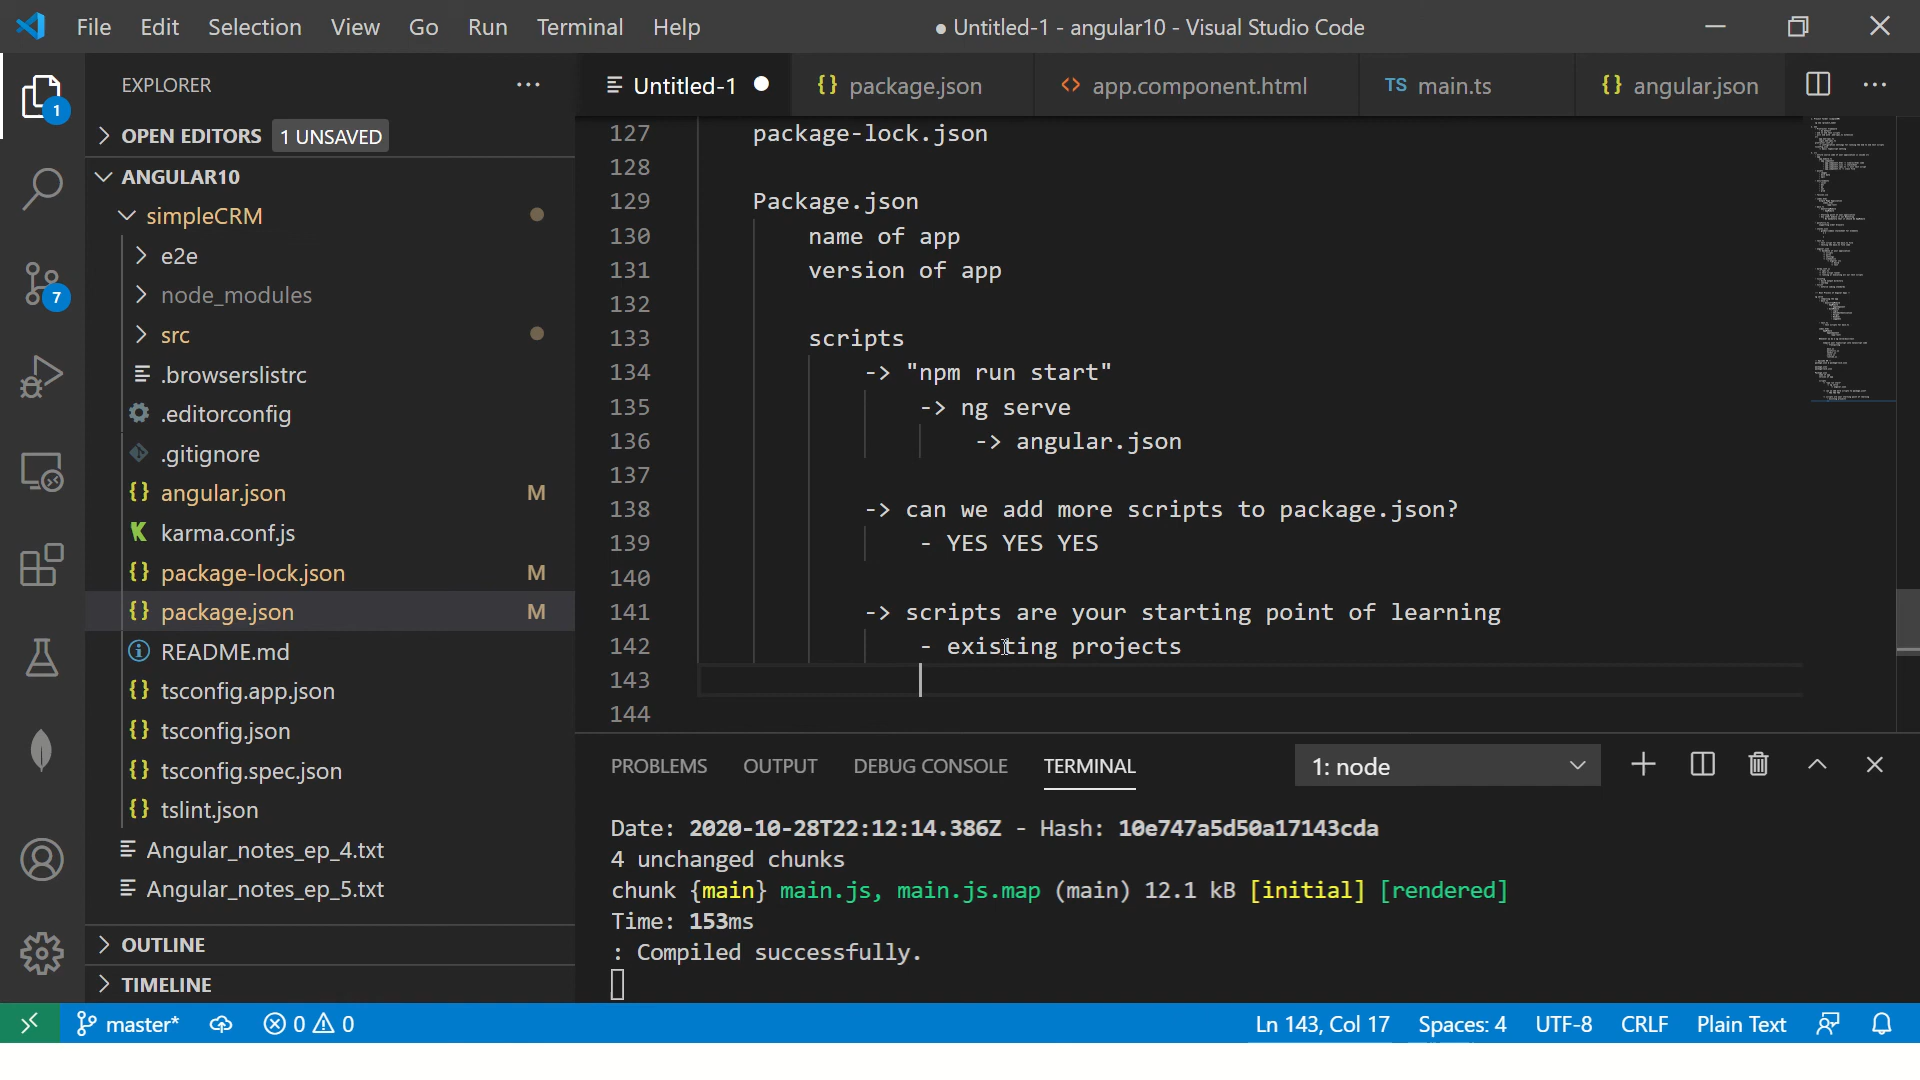 File Edit Selection View Go Run Terminal Help
● Untitled-1 - angular10 - Visual Studio Code
EXPLORER
OPEN EDITORS 1 UNSAVED
ANGULAR10
simpleCRM
e2e
node_modules
src
.browserslistrc
.editorconfig
.gitignore
angular.json M
karma.conf.js
package-lock.json M
package.json M
README.md
tsconfig.app.json
tsconfig.json
tsconfig.spec.json
tslint.json
Angular_notes_ep_4.txt
Angular_notes_ep_5.txt
OUTLINE
TIMELINE
1
7
Untitled-1 package.json app.component.html TS main.ts angular.json
127 package-lock.json
128
129 Package.json
130 name of app
131 version of app
132
133 scripts
134 -> "npm run start"
135 -> ng serve
136 -> angular.json
137
138 -> can we add more scripts to package.json?
139 - YES YES YES
140
141 -> scripts are your starting point of learning
142 - existing projects
143
144
PROBLEMS OUTPUT DEBUG CONSOLE TERMINAL 1: node
Date: 2020-10-28T22:12:14.386Z - Hash: 10e747a5d50a17143cda
4 unchanged chunks
chunk {main} main.js, main.js.map (main) 12.1 kB [initial] [rendered]
Time: 153ms
: Compiled successfully.
master* 0 0 Ln 143, Col 17 Spaces: 4 UTF-8 CRLF Plain Text